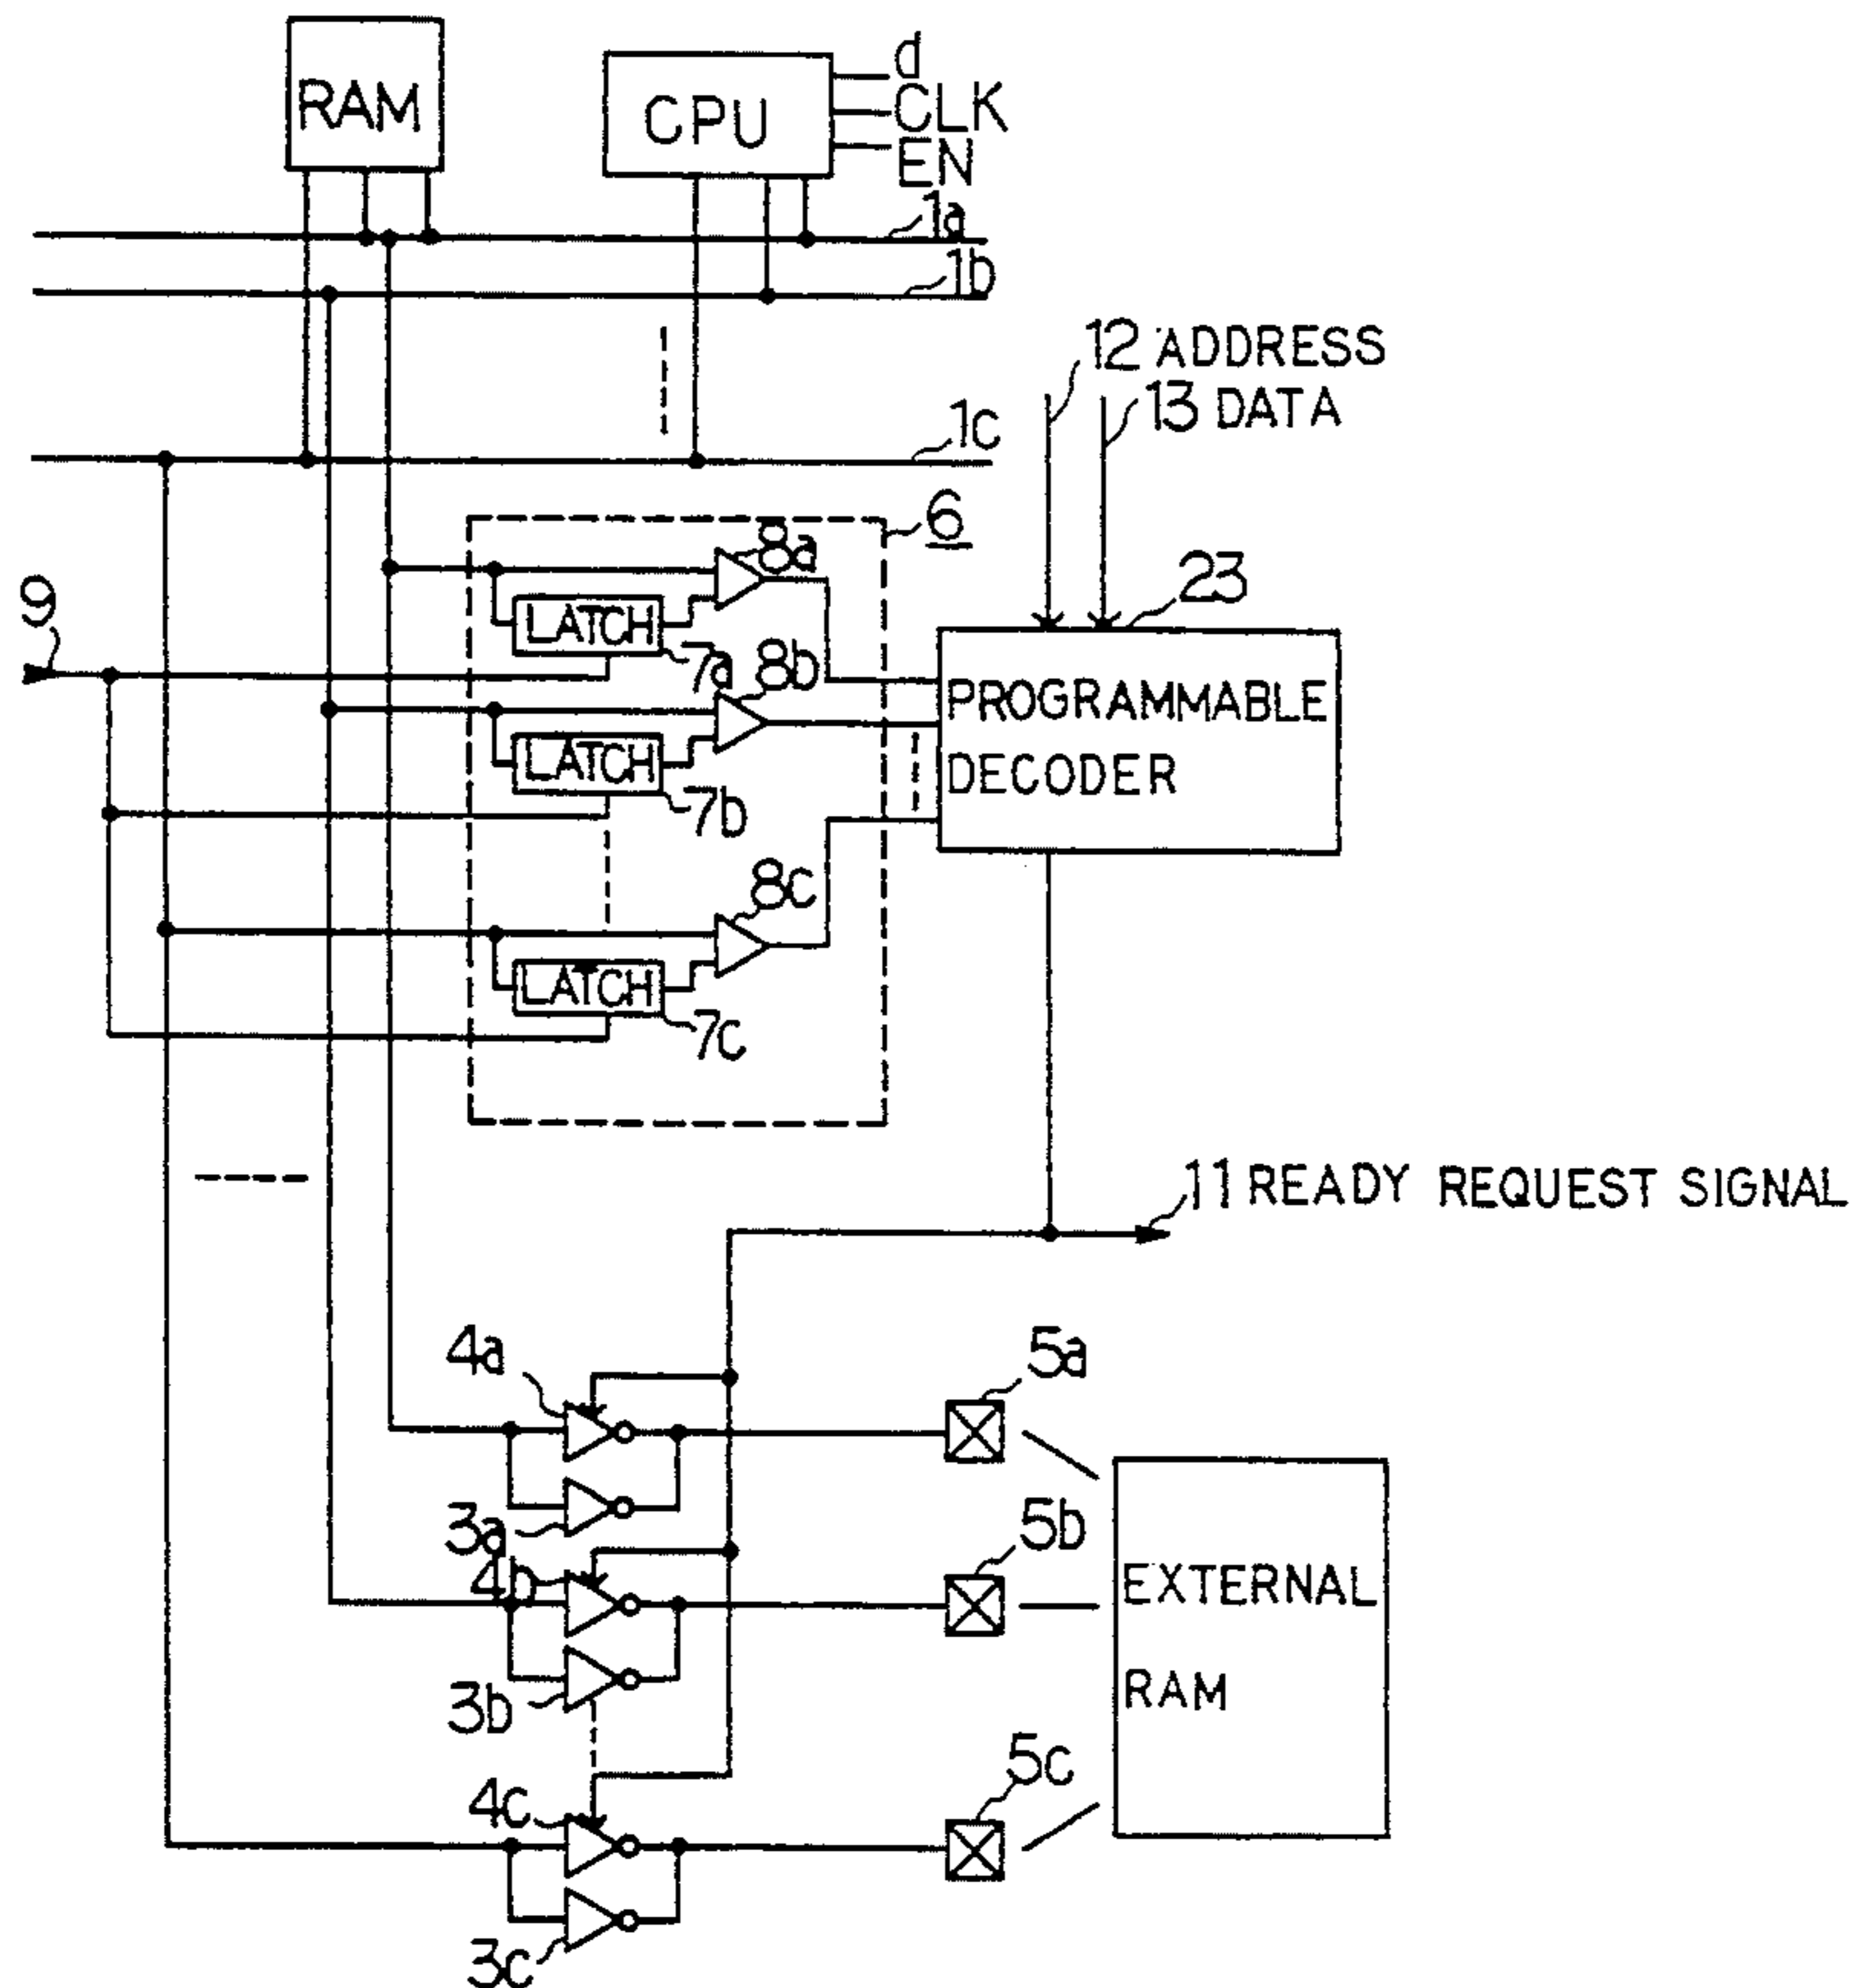 RAM
CPU
d
CLK
EN
1a
1b
12 ADDRESS
13 DATA
1c
6
8a
23
9
LATCH
7a
8b
PROGRAMMABLE
DECODER
LATCH
7b
8c
LATCH
7c
11 READY REQUEST SIGNAL
4a
5a
3a
5b
4b
EXTERNAL
RAM
3b
5c
4c
3c